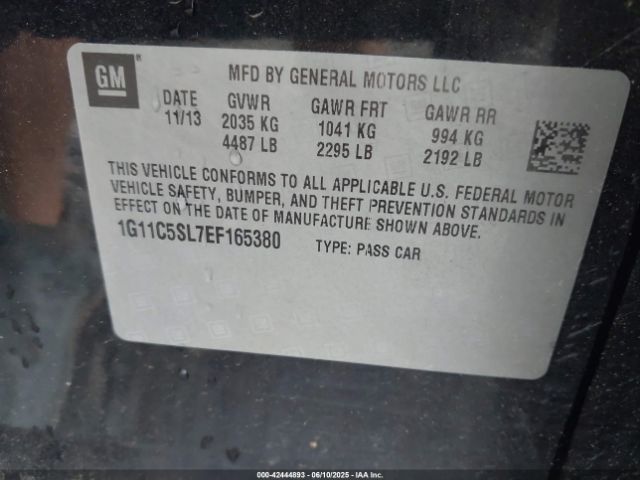 GM
MFD BY GENERAL MOTORS LLC
DATE GVWR GAWR FRT GAWR RR
11/13 2035 KG 1041 KG 994 KG
4487 LB 2295 LB 2192 LB
THIS VEHICLE CONFORMS TO ALL APPLICABLE U.S. FEDERAL MOTOR
VEHICLE SAFETY, BUMPER, AND THEFT PREVENTION STANDARDS IN
EFFECT ON THE DATE OF MANUFACTURE SHOWN ABOVE.
1G11C5SL7EF165380 TYPE: PASS CAR
000-42444893 - 06/10/2025 - IAA Inc.